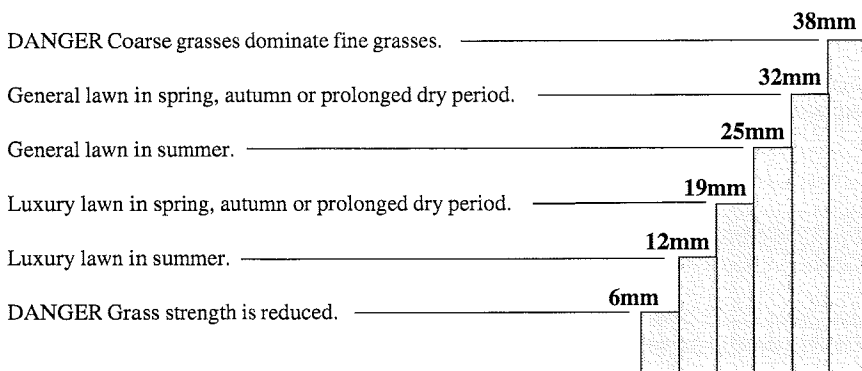 38mm
DANGER Coarse grasses dominate fine grasses.
32mm
General lawn in spring, autumn or prolonged dry period.
25mm
General lawn in summer.
19mm
Luxury lawn in spring, autumn or prolonged dry period.
12mm
Luxury lawn in summer.
6mm
DANGER Grass strength is reduced.